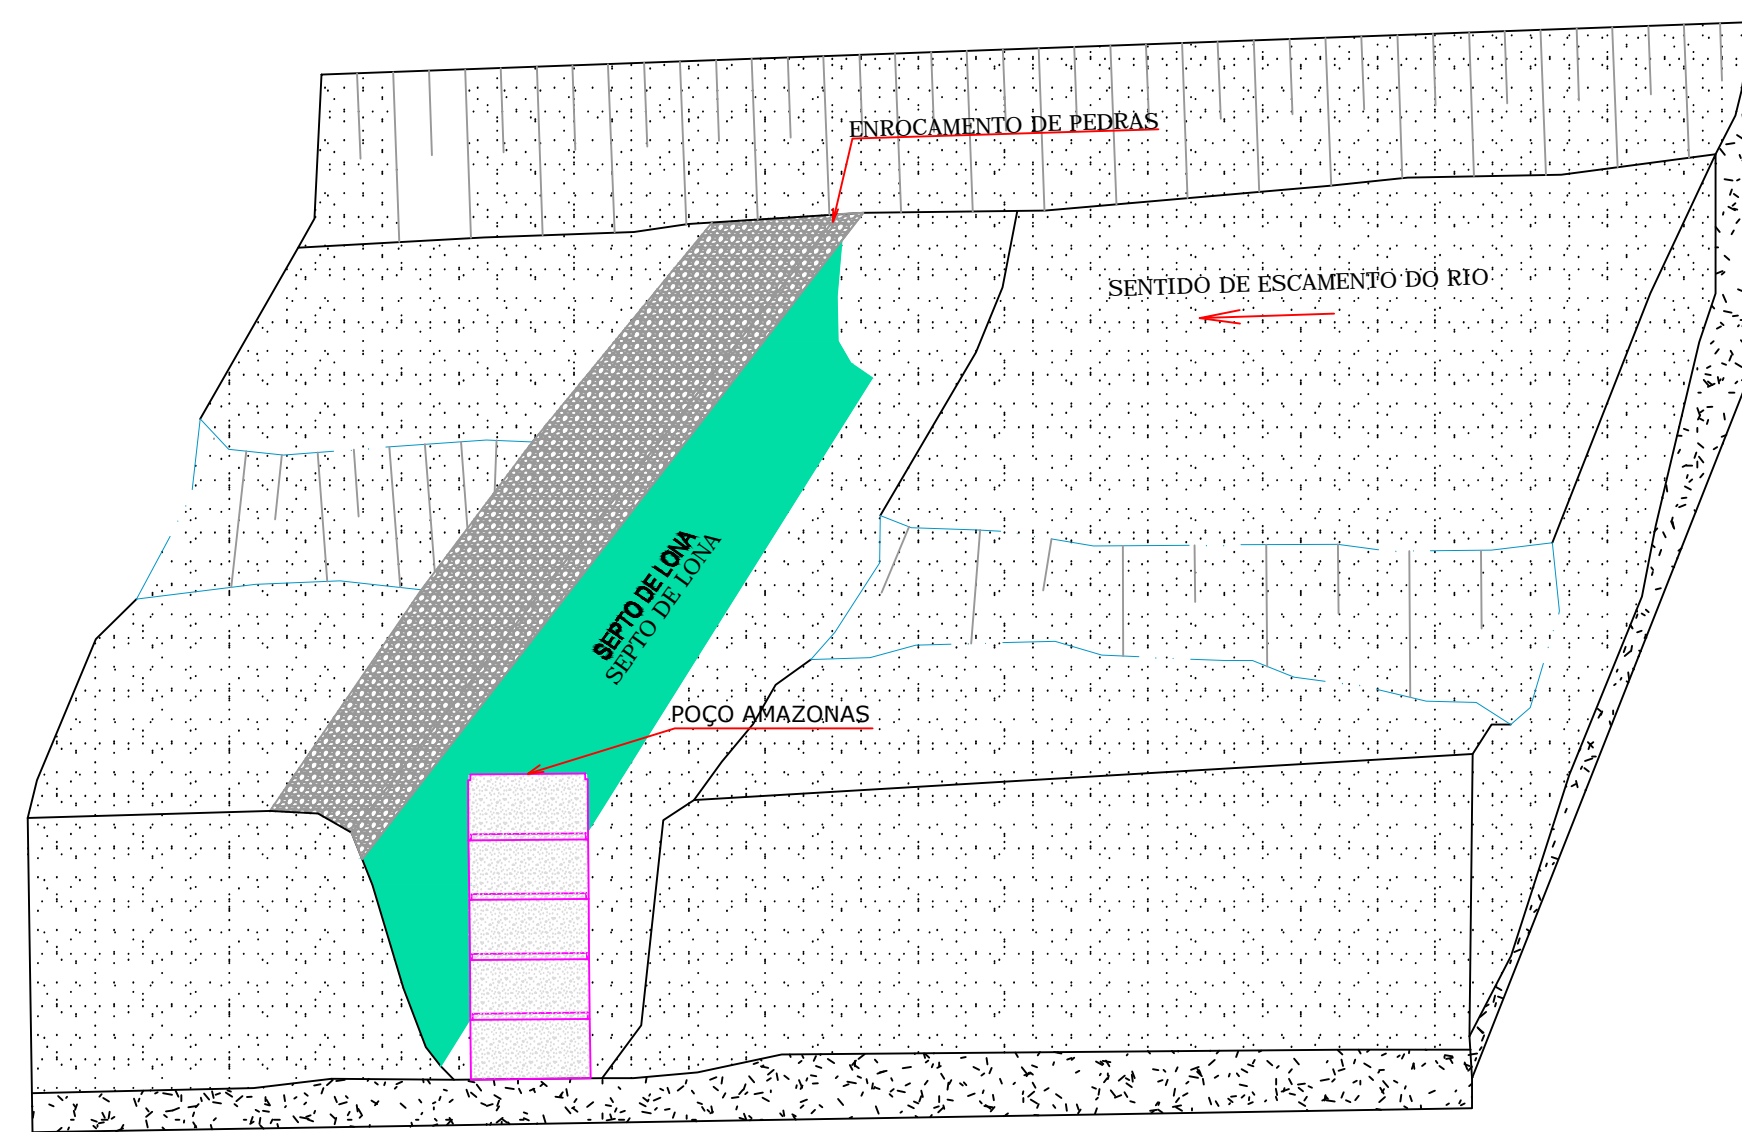 ENROCAMENTO DE PEDRAS
SENTIDO DE ESCAMENTO DO RIO
SEPTO DE LONA
SEPTO DE LONA
POÇO AMAZONAS